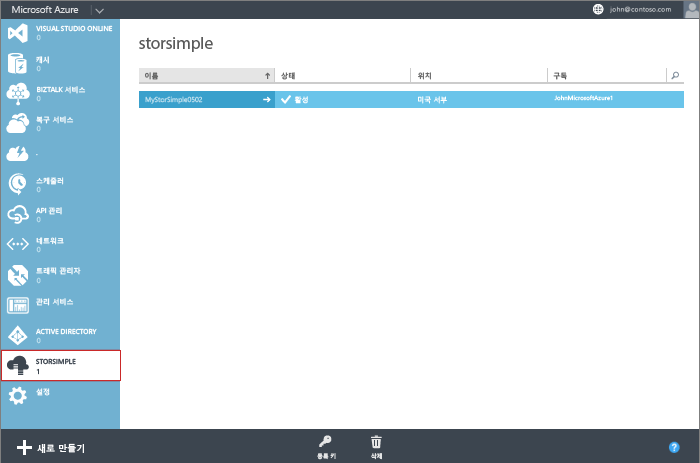 Microsoft Azure
john@contoso.com
VISUAL STUDIO ONLINE
0
캐시
0
BIZTALK 서비스
0
복구 서비스
0
-
스케줄러
0
API 관리
0
네트워크
0
트래픽 관리자
0
관리 서비스
ACTIVE DIRECTORY
0
STORSIMPLE
1
설정
storsimple
이름 상태 위치 구독
MyStorSimple0502 활성 미국 서부 JohnMicrosoftAzure1
새로 만들기
등록 키
삭제
?